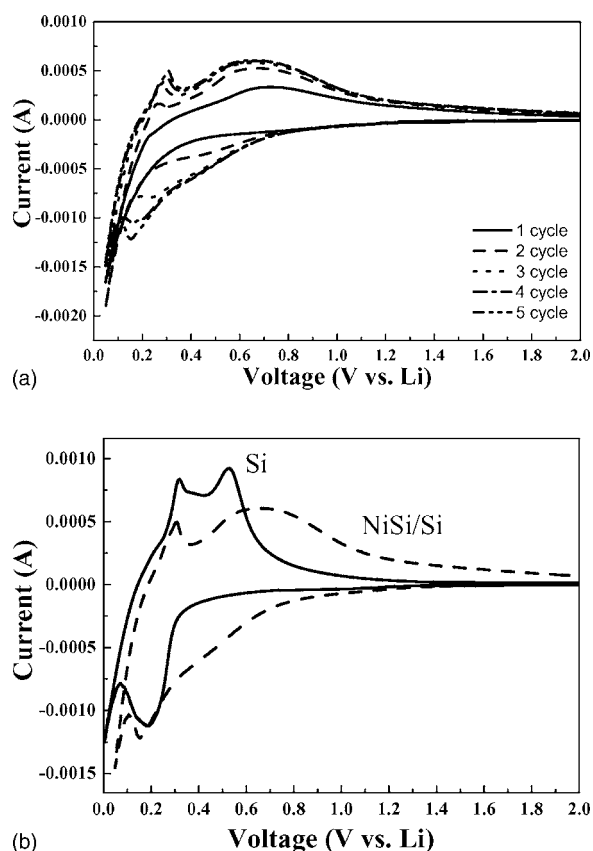 0.0010
0.0005
0.0000
-0.0005
-0.0010
-0.0015
-0.0020
Current (A)
1 cycle
2 cycle
3 cycle
4 cycle
5 cycle
0.0 0.2 0.4 0.6 0.8 1.0 1.2 1.4 1.6 1.8 2.0
Voltage (V vs. Li)
(a)
0.0010
0.0005
0.0000
-0.0005
-0.0010
-0.0015
Current (A)
Si
NiSi/Si
0.0 0.2 0.4 0.6 0.8 1.0 1.2 1.4 1.6 1.8 2.0
Voltage (V vs. Li)
(b)